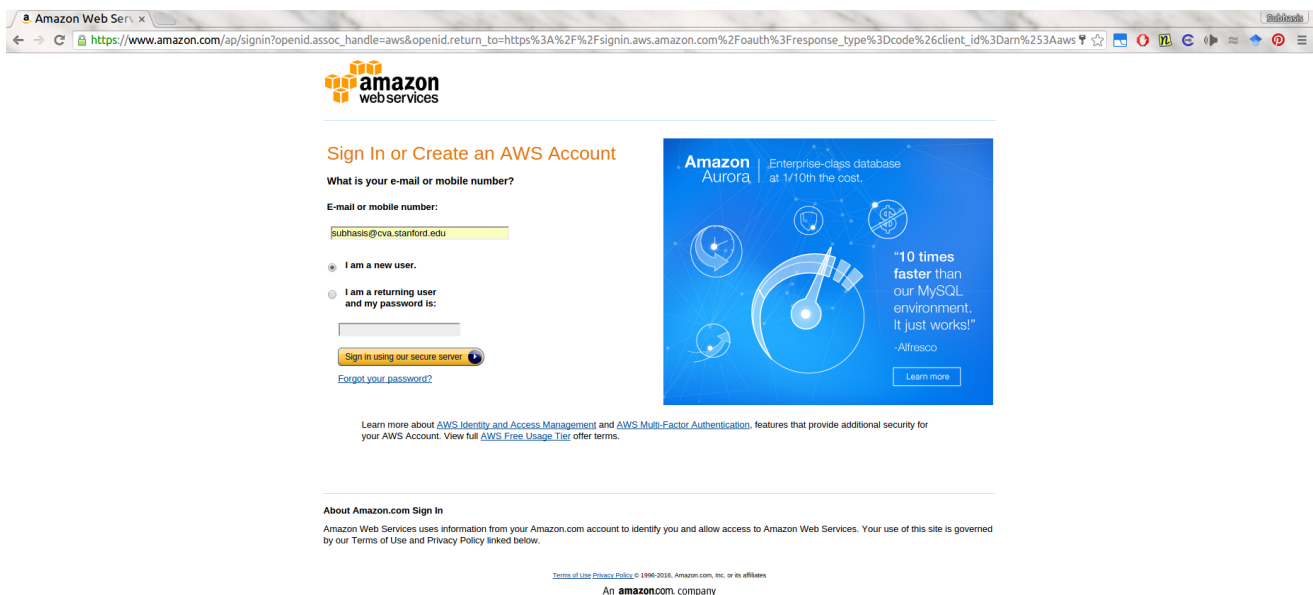 Amazon Web Serv
Subhasis
https://www.amazon.com/ap/signin?openid.assoc_handle=aws&openid.return_to=https%3A%2F%2Fsignin.aws.amazon.com%2Foauth%3Fresponse_type%3Dcode%26client_id%3Darn%253Aaws
amazon
webservices
Sign In or Create an AWS Account
What is your e-mail or mobile number?
E-mail or mobile number:
subhasis@cva.stanford.edu
I am a new user.
I am a returning user
and my password is:
Sign in using our secure server
Forgot your password?
Amazon Aurora
Enterprise-class database
at 1/10th the cost.
“10 times
faster than
our MySQL
environment.
It just works!”
-Alfresco
Learn more
Learn more about AWS Identity and Access Management and AWS Multi-Factor Authentication, features that provide additional security for
your AWS Account. View full AWS Free Usage Tier offer terms.
About Amazon.com Sign In
Amazon Web Services uses information from your Amazon.com account to identify you and allow access to Amazon Web Services. Your use of this site is governed
by our Terms of Use and Privacy Policy linked below.
Terms of Use Privacy Policy © 1996-2016, Amazon.com, Inc. or its affiliates
An amazon.com. company